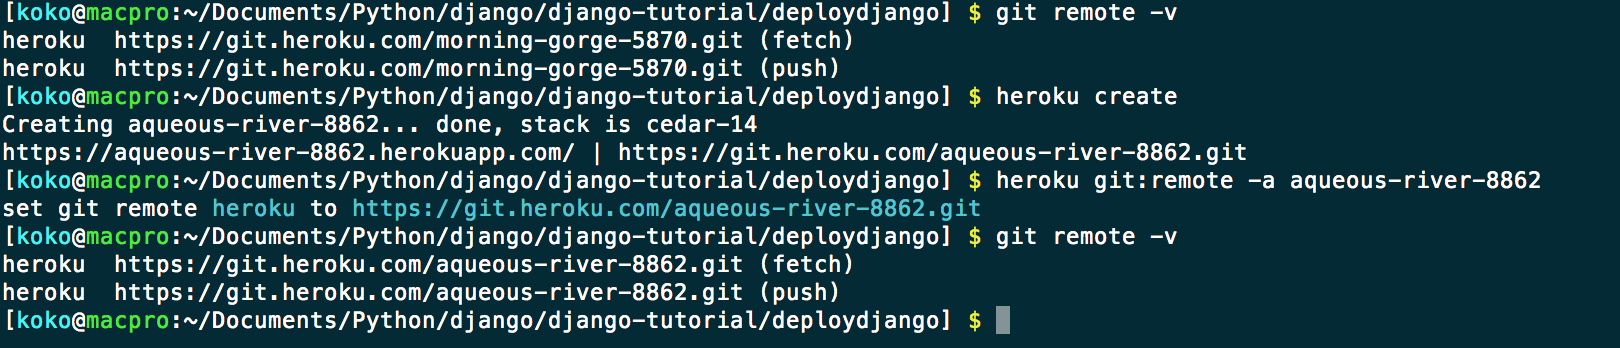 [koko@macpro:~/Documents/Python/django/django-tutorial/deploydjango] $ git remote -v
heroku  https://git.heroku.com/morning-gorge-5870.git (fetch)
heroku  https://git.heroku.com/morning-gorge-5870.git (push)
[koko@macpro:~/Documents/Python/django/django-tutorial/deploydjango] $ heroku create
Creating aqueous-river-8862... done, stack is cedar-14
https://aqueous-river-8862.herokuapp.com/ | https://git.heroku.com/aqueous-river-8862.git
[koko@macpro:~/Documents/Python/django/django-tutorial/deploydjango] $ heroku git:remote -a aqueous-river-8862
set git remote heroku to https://git.heroku.com/aqueous-river-8862.git
[koko@macpro:~/Documents/Python/django/django-tutorial/deploydjango] $ git remote -v
heroku  https://git.heroku.com/aqueous-river-8862.git (fetch)
heroku  https://git.heroku.com/aqueous-river-8862.git (push)
[koko@macpro:~/Documents/Python/django/django-tutorial/deploydjango] $